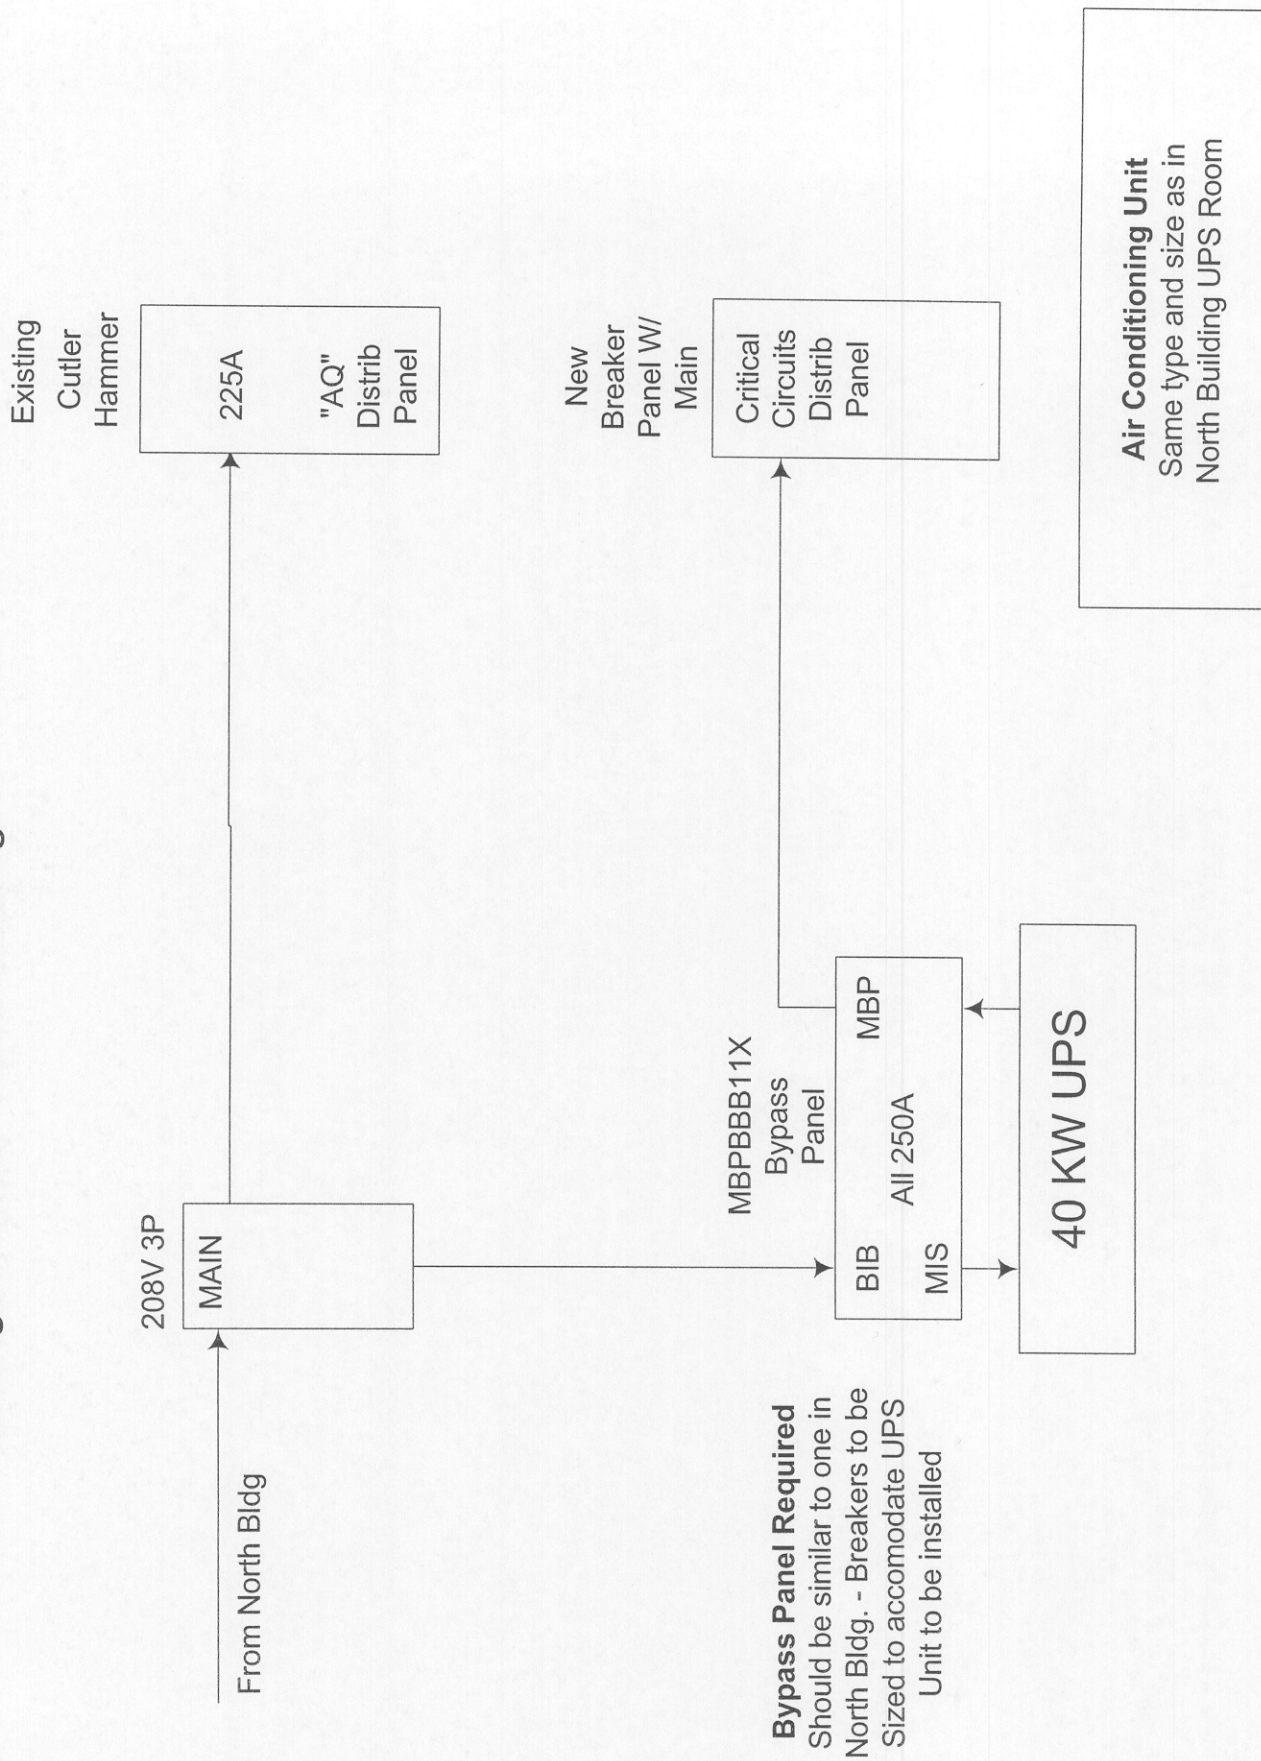 From North Bldg
208V 3P
MAIN
Existing
Cutler
Hammer
225A
"AQ"
Distrib
Panel
Bypass Panel Required
Should be similar to one in
North Bldg. - Breakers to be
Sized to accomodate UPS
Unit to be installed
MBPBBB11X
Bypass
Panel
BIB
MBP
All 250A
MIS
40 KW UPS
New
Breaker
Panel W/
Main
Critical
Circuits
Distrib
Panel
Air Conditioning Unit
Same type and size as in
North Building UPS Room